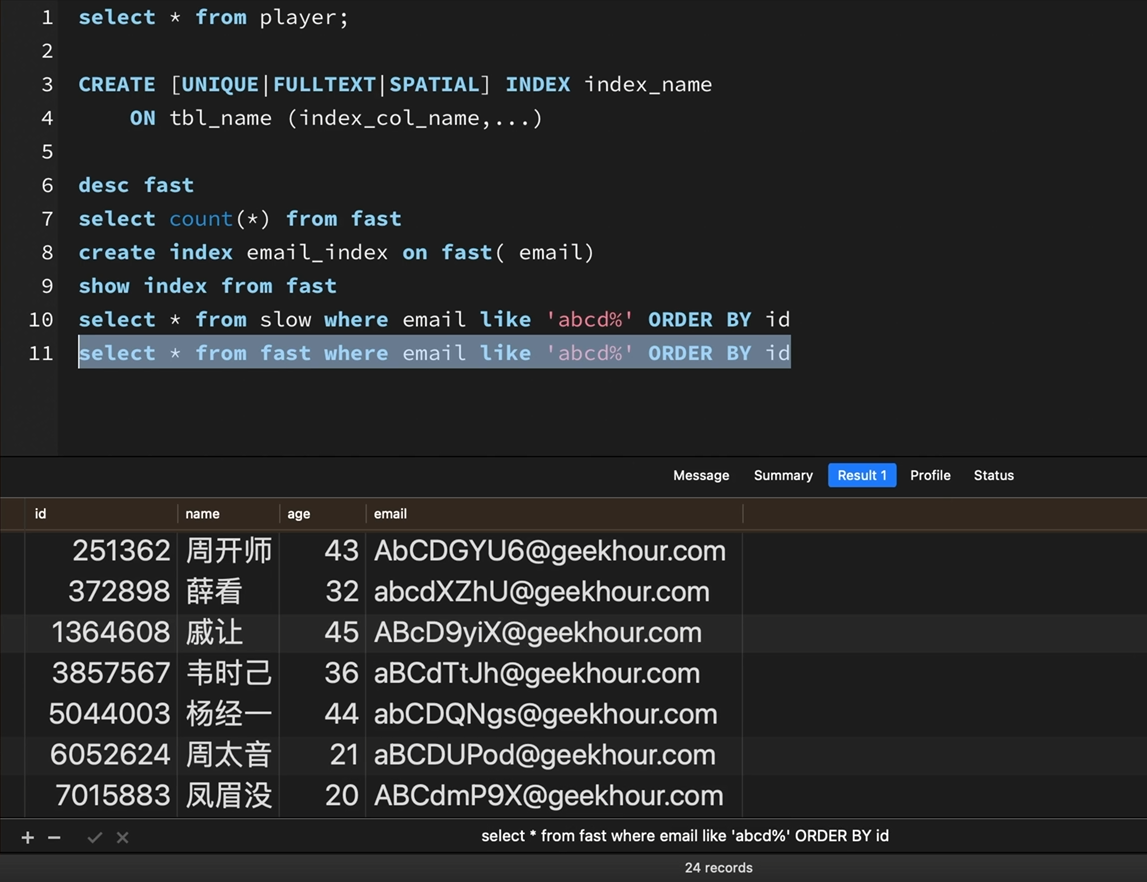 1 select * from player;
2
3 CREATE [UNIQUE|FULLTEXT|SPATIAL] INDEX index_name
4 ON tbl_name (index_col_name,...)
5
6 desc fast
7 select count(*) from fast
8 create index email_index on fast( email)
9 show index from fast
10 select * from slow where email like 'abcd%' ORDER BY id
11 select * from fast where email like 'abcd%' ORDER BY id
Message Summary Result 1 Profile Status
id name age email
251362 周开师 43 AbCDGYU6@geekhour.com
372898 薛看 32 abcdXZhU@geekhour.com
1364608 戚让 45 ABcD9yiX@geekhour.com
3857567 韦时己 36 aBCdTtJh@geekhour.com
5044003 杨经一 44 abCDQNgs@geekhour.com
6052624 周太音 21 aBCDUPod@geekhour.com
7015883 凤眉没 20 ABCdmP9X@geekhour.com
select * from fast where email like 'abcd%' ORDER BY id
24 records